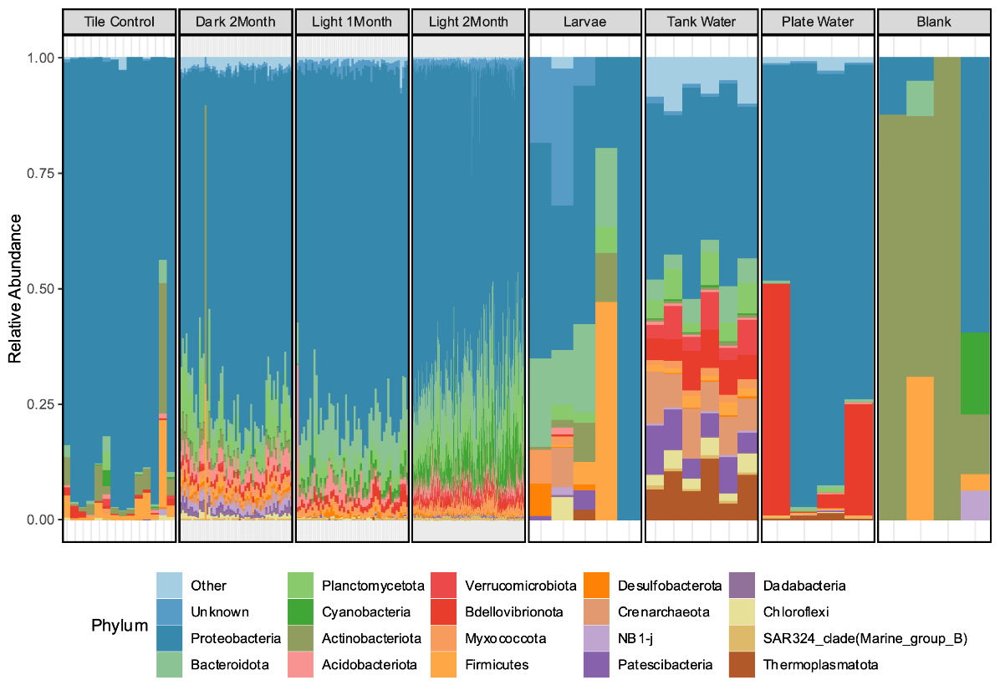 Tile Control Dark 2Month Light 1Month Light 2Month Larvae Tank Water Plate Water Blank
1.00
0.75
0.50
0.25
0.00
Relative Abundance
Phylum
Other Planctomycetota Verrucomicrobiota Desulfobacterota Dadabacteria
Unknown Cyanobacteria Bdellovibrionota Crenarchaeota Chloroflexi
Proteobacteria Actinobacteriota Myxococcota NB1-j SAR324_clade(Marine_group_B)
Bacteroidota Acidobacteriota Firmicutes Patescibacteria Thermoplasmatota